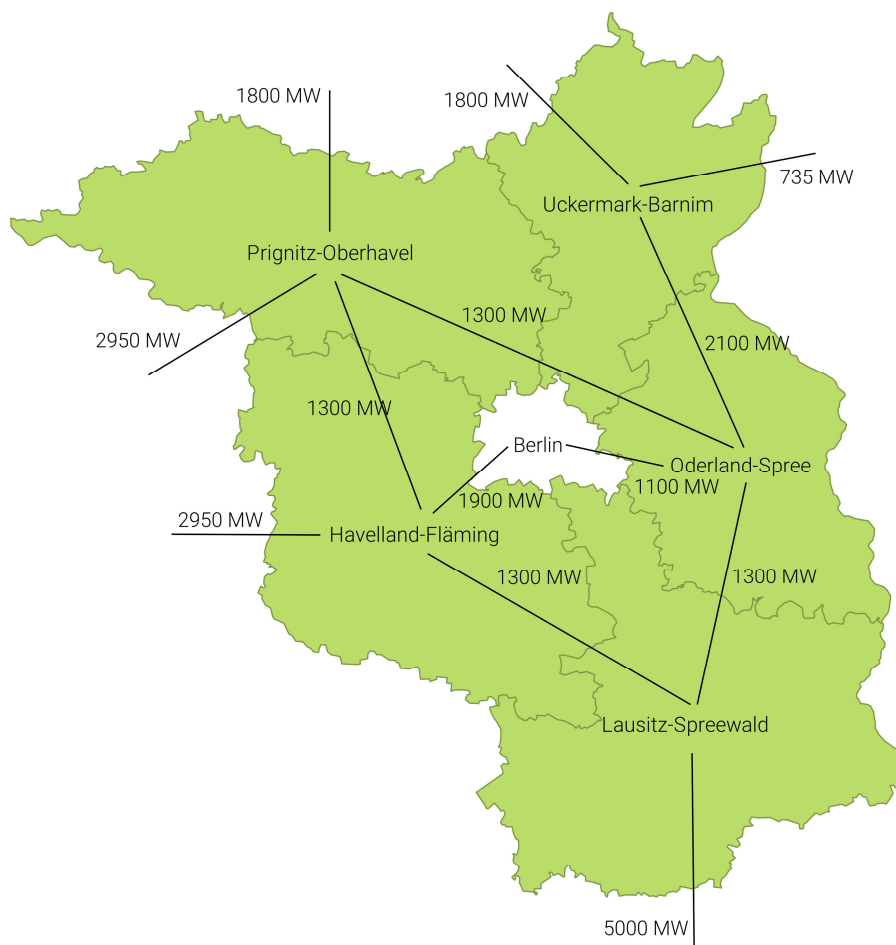 1800 MW
1800 MW
735 MW
Uckermark-Barnim
Prignitz-Oberhavel
1300 MW
2950 MW
2100 MW
1300 MW
Berlin
Oderland-Spree
1100 MW
1900 MW
2950 MW
Havelland-Fläming
1300 MW
1300 MW
Lausitz-Spreewald
5000 MW